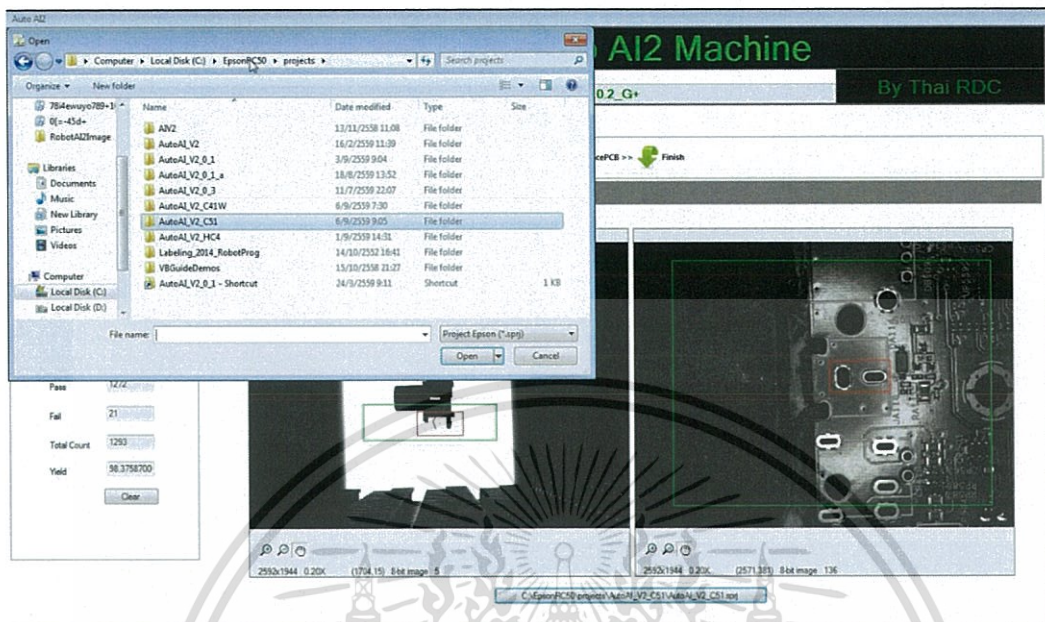 Auto AI2
Open
Computer ▸ Local Disk (C:) ▸ EpsonRC50 ▸ projects ▸
Search projects
Organize
New folder
RobotAI2Image
Libraries
Documents
Music
New Library
Pictures
Videos
Computer
Local Disk (C:)
Local Disk (D:)
Name Date modified Type Size
AIV2 13/11/2558 11:08 File folder
AutoAI_V2 16/2/2559 11:39 File folder
AutoAI_V2_0_1 3/9/2559 9:04 File folder
AutoAI_V2_0_1_a 18/8/2559 13:52 File folder
AutoAI_V2_0_3 11/7/2559 22:07 File folder
AutoAI_V2_C41W 6/9/2559 7:30 File folder
AutoAI_V2_C51 6/9/2559 9:05 File folder
AutoAI_V2_HC4 1/9/2559 14:31 File folder
Labeling_2014_RobotProg 14/10/2552 16:41 File folder
VBGuideDemos 15/10/2558 21:27 File folder
AutoAI_V2_0_1 - Shortcut 24/3/2559 9:11 Shortcut 1 KB
File name:
Project Epson (*.sprj)
Open
Cancel
AI2 Machine
0.2_G+
By Thai RDC
cePCB >>
Finish
Pass 1272
Fail 21
Total Count 1293
Yield 98.3758700
Clear
2592x1944 0.20X (1704,15) 8-bit image 5
2592x1944 0.20X (2571,381) 8-bit image 136
C:\EpsonRC50\projects\AutoAI_V2_C51\AutoAI_V2_C51.sprj